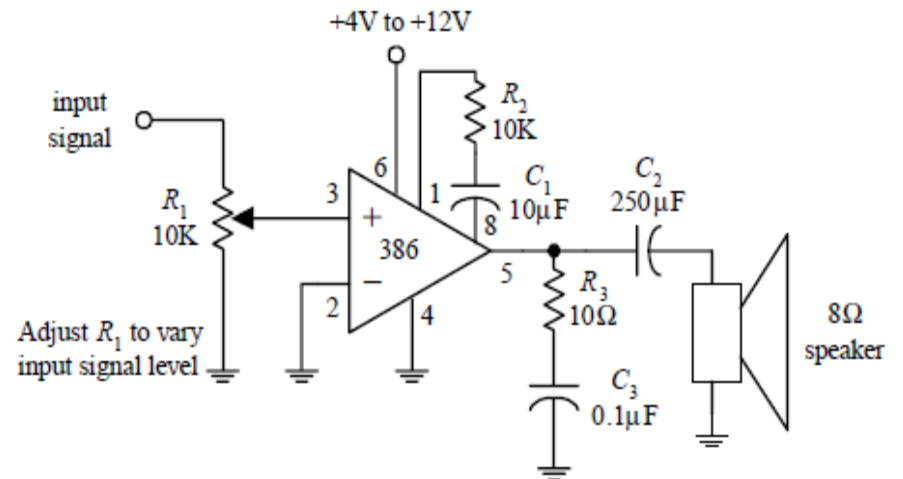 +4V to +12V
input
signal
R₂
10K
6
3
1
C₁
10μF
8
C₂
250μF
R₁
10K
+
386
−
5
2
4
R₃
10Ω
8Ω
speaker
Adjust R₁ to vary
input signal level
C₃
0.1μF